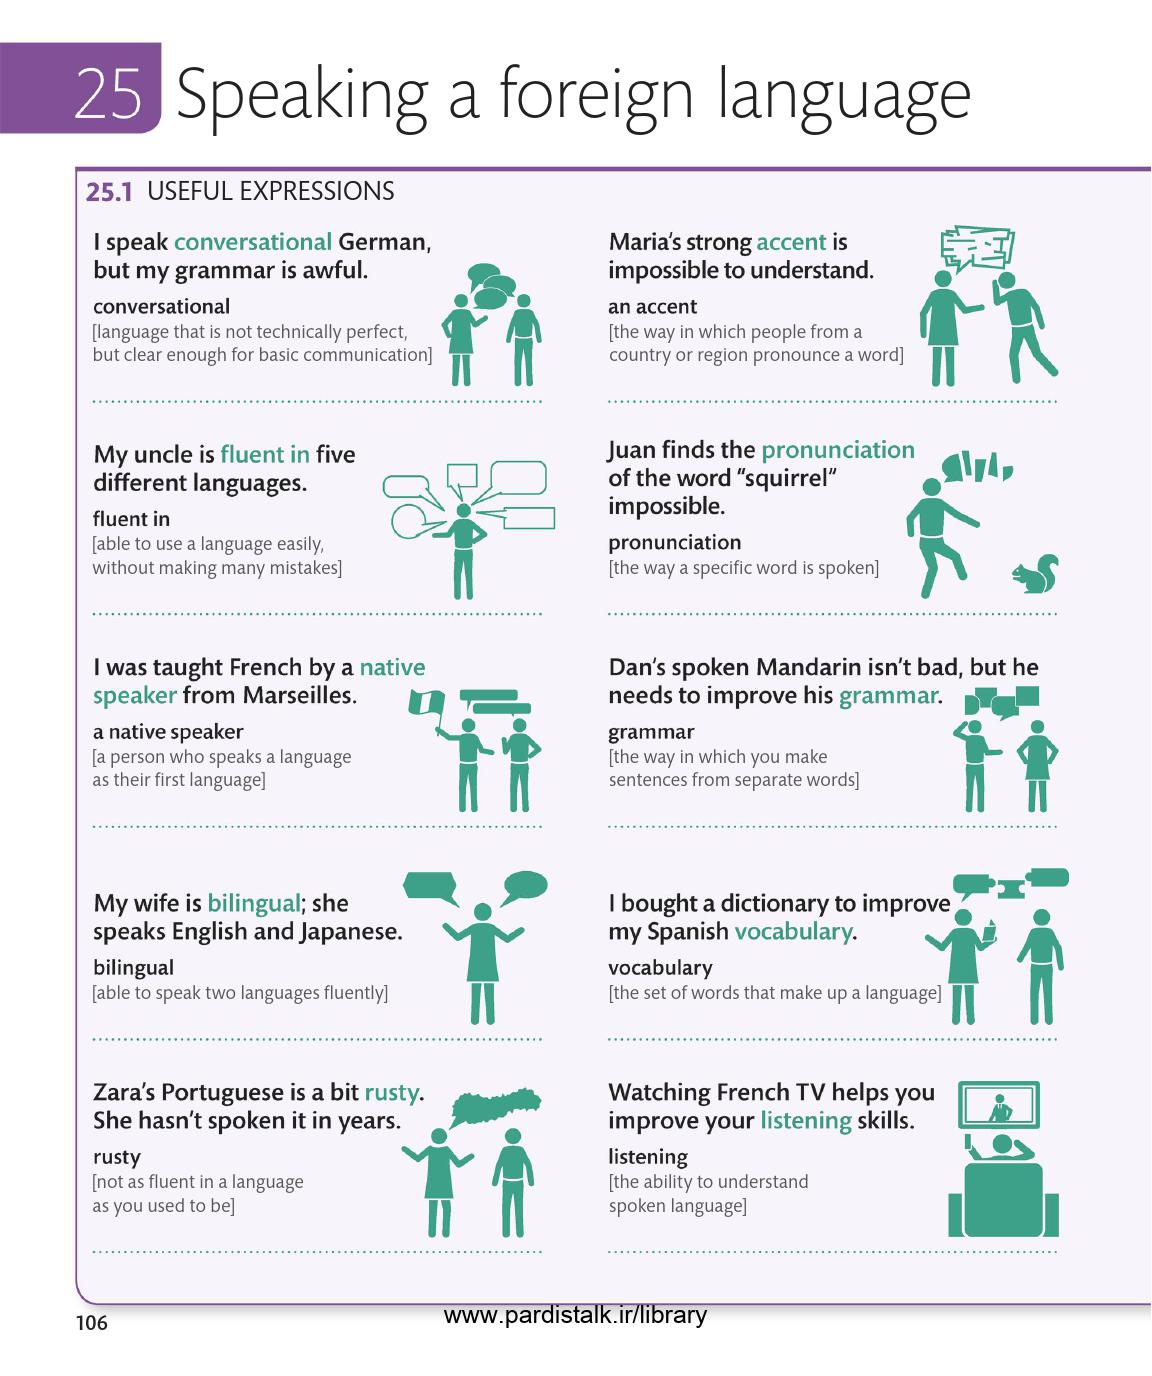 25 Speaking a foreign language
25.1 USEFUL EXPRESSIONS
I speak conversational German,
but my grammar is awful.
conversational
[language that is not technically perfect,
but clear enough for basic communication]
My uncle is fluent in five
different languages.
fluent in
[able to use a language easily,
without making many mistakes]
I was taught French by a native
speaker from Marseilles.
a native speaker
[a person who speaks a language
as their first language]
My wife is bilingual; she
speaks English and Japanese.
bilingual
[able to speak two languages fluently]
Zara’s Portuguese is a bit rusty.
She hasn’t spoken it in years.
rusty
[not as fluent in a language
as you used to be]
Maria’s strong accent is
impossible to understand.
an accent
[the way in which people from a
country or region pronounce a word]
Juan finds the pronunciation
of the word “squirrel”
impossible.
pronunciation
[the way a specific word is spoken]
Dan’s spoken Mandarin isn’t bad, but he
needs to improve his grammar.
grammar
[the way in which you make
sentences from separate words]
I bought a dictionary to improve
my Spanish vocabulary.
vocabulary
[the set of words that make up a language]
Watching French TV helps you
improve your listening skills.
listening
[the ability to understand
spoken language]
106
www.pardistalk.ir/library